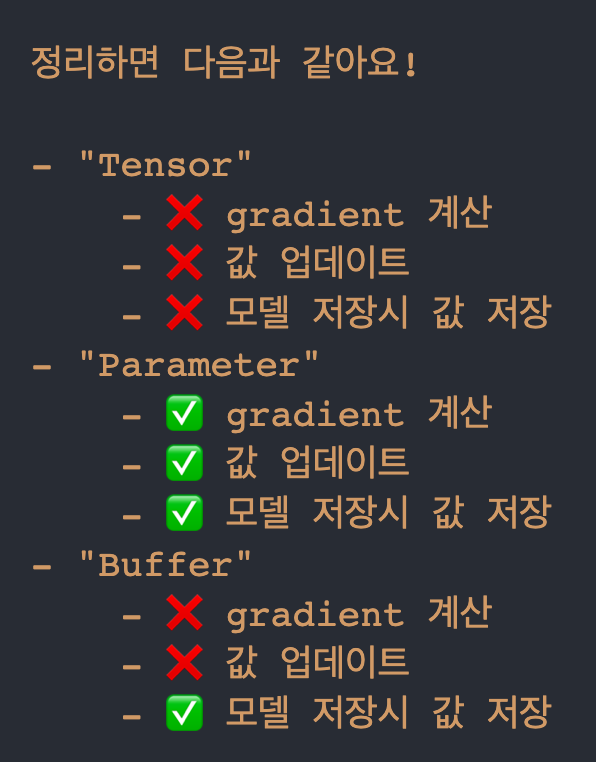 정리하면 다음과 같아요!
- "Tensor"
- ❌ gradient 계산
- ❌ 값 업데이트
- ❌ 모델 저장시 값 저장
- "Parameter"
- ✅ gradient 계산
- ✅ 값 업데이트
- ✅ 모델 저장시 값 저장
- "Buffer"
- ❌ gradient 계산
- ❌ 값 업데이트
- ✅ 모델 저장시 값 저장